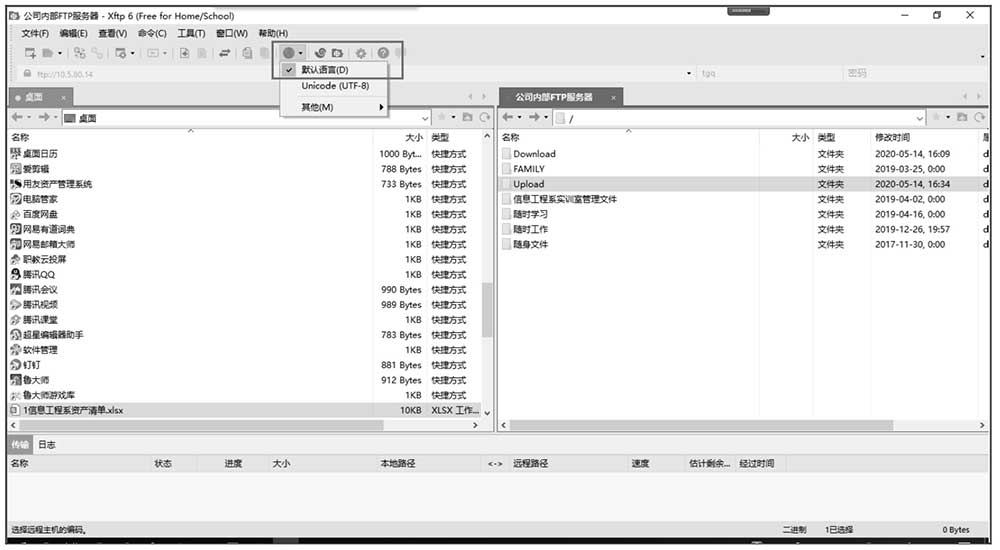 公司内部FTP服务器 - Xftp 6 (Free for Home/School)
文件(F) 编辑(E) 查看(V) 命令(C) 工具(T) 窗口(W) 帮助(H)
ftp://10.5.80.14 tgq 密码
默认语言(D)
Unicode (UTF-8)
其他(M)
桌面 × 公司内部FTP服务器 ×
桌面 /
名称 大小 类型 名称 大小 类型 修改时间
桌面日历 1000 Byt... 快捷方式 Download 文件夹 2020-05-14, 16:09 d
爱剪辑 788 Bytes 快捷方式 FAMILY 文件夹 2019-03-25, 0:00 d
用友资产管理系统 733 Bytes 快捷方式 Upload 文件夹 2020-05-14, 16:34 d
电脑管家 1KB 快捷方式 信息工程系实训室管理文件 文件夹 2019-04-02, 0:00 d
百度网盘 1KB 快捷方式 随时学习 文件夹 2019-04-16, 0:00 d
网易有道词典 1KB 快捷方式 随时工作 文件夹 2019-12-26, 19:57 d
网易邮箱大师 1KB 快捷方式 随身文件 文件夹 2017-11-30, 0:00 d
职教云投屏 1KB 快捷方式
腾讯QQ 1KB 快捷方式
腾讯会议 990 Bytes 快捷方式
腾讯视频 989 Bytes 快捷方式
腾讯课堂 1KB 快捷方式
超星编辑器助手 783 Bytes 快捷方式
软件管理 1KB 快捷方式
钉钉 881 Bytes 快捷方式
鲁大师 912 Bytes 快捷方式
鲁大师游戏库 1KB 快捷方式
1信息工程系资产清单.xlsx 10KB XLSX 工作...
传输 日志
名称 状态 进度 大小 本地路径 <-> 远程路径 速度 估计剩余... 经过时间
选择远程主机的编码。 二进制 1已选择 0 Bytes